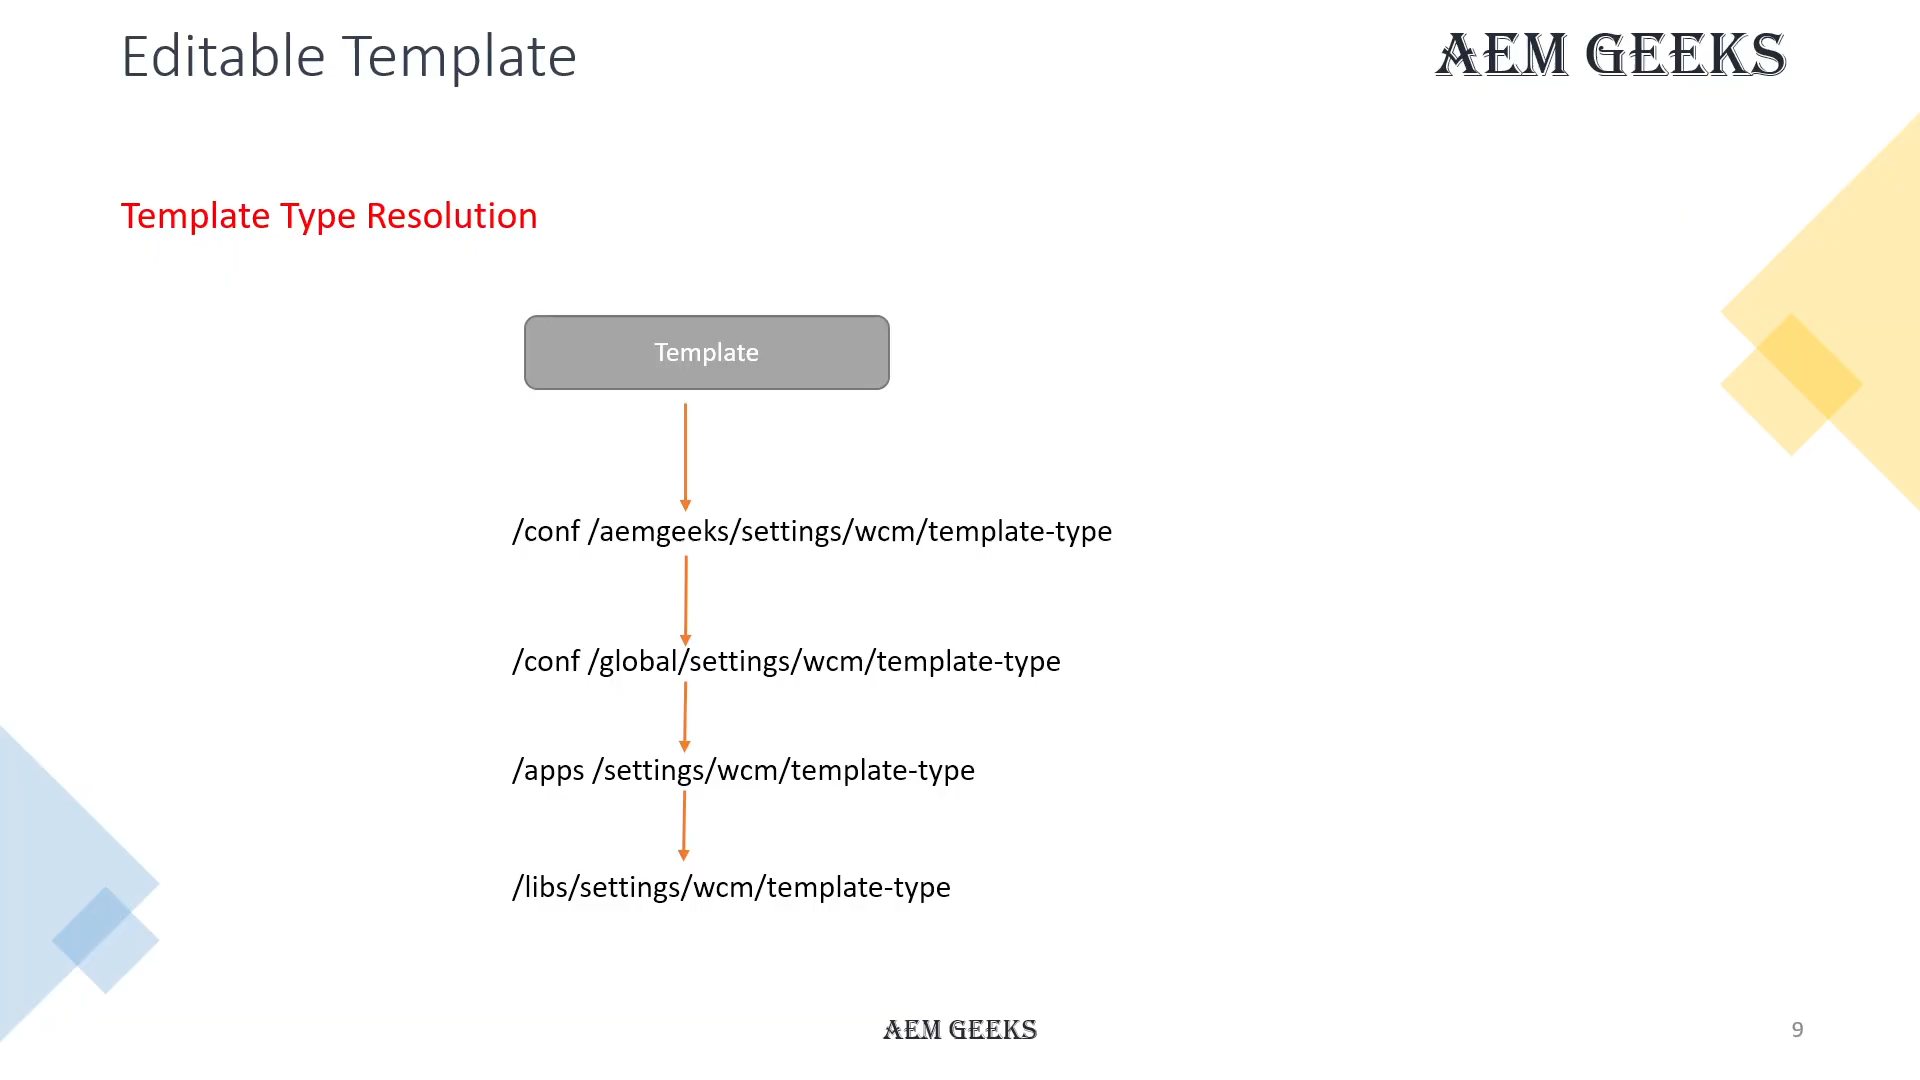 Editable Template
AEM GEEKS
Template Type Resolution
Template
/conf /aemgeeks/settings/wcm/template-type
/conf /global/settings/wcm/template-type
/apps /settings/wcm/template-type
/libs/settings/wcm/template-type
AEM GEEKS
9